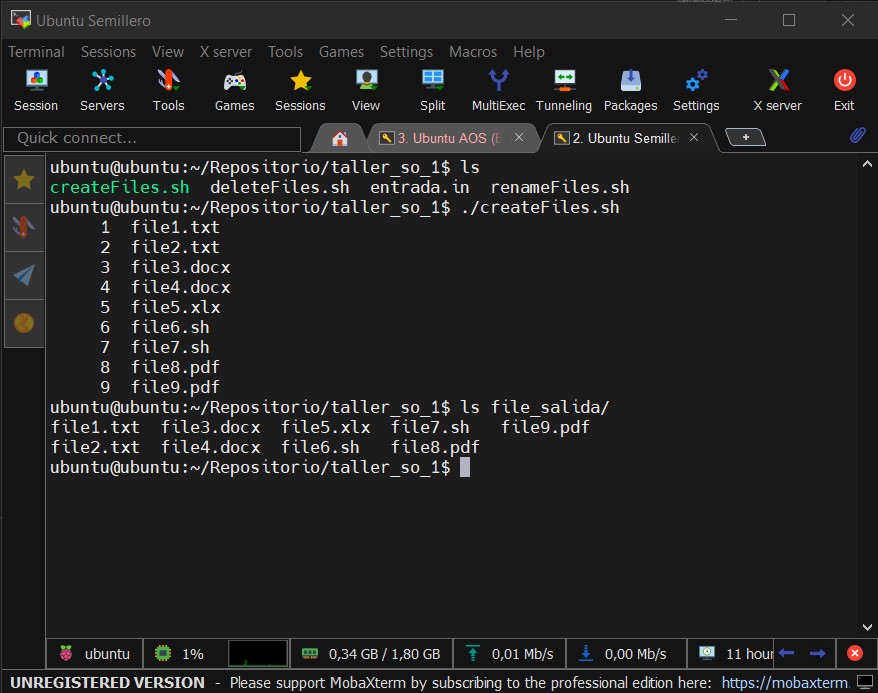 Ubuntu Semillero
Terminal Sessions View X server Tools Games Settings Macros Help
Session Servers Tools Games Sessions View Split MultiExec Tunneling Packages Settings X server Exit
Quick connect...
3. Ubuntu AOS (E
2. Ubuntu Semiller
ubuntu@ubuntu:~/Repositorio/taller_so_1$ ls
createFiles.sh deleteFiles.sh entrada.in renameFiles.sh
ubuntu@ubuntu:~/Repositorio/taller_so_1$ ./createFiles.sh
1 file1.txt
2 file2.txt
3 file3.docx
4 file4.docx
5 file5.xlx
6 file6.sh
7 file7.sh
8 file8.pdf
9 file9.pdf
ubuntu@ubuntu:~/Repositorio/taller_so_1$ ls file_salida/
file1.txt file3.docx file5.xlx file7.sh file9.pdf
file2.txt file4.docx file6.sh file8.pdf
ubuntu@ubuntu:~/Repositorio/taller_so_1$
ubuntu 1% 0,34 GB / 1,80 GB 0,01 Mb/s 0,00 Mb/s 11 hour
UNREGISTERED VERSION - Please support MobaXterm by subscribing to the professional edition here: https://mobaxterm.